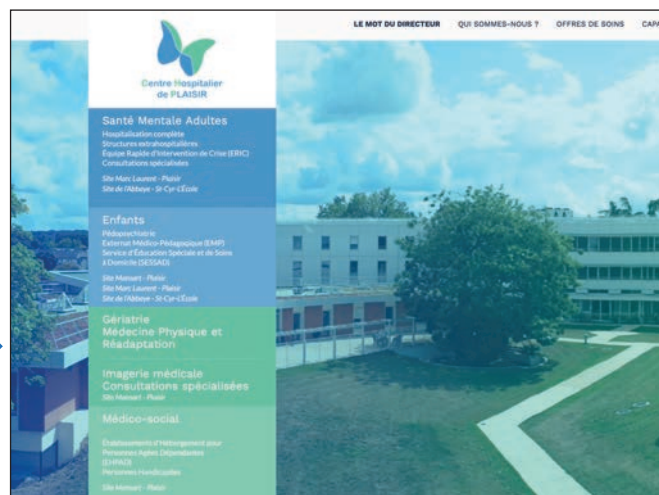 LE MOT DU DIRECTEUR QUI SOMMES-NOUS ? OFFRES DE SOINS CAPA
Centre Hospitalier
de PLAISIR
Santé Mentale Adultes
Hospitalisation complète
Structures extrahospitalières
Équipe Rapide d'Intervention de Crise (ERIC)
Consultations spécialisées
Site Marc Laurent - Plaisir
Site de l'Abbaye - St-Cyr-L'École
Enfants
Pédopsychiatrie
Externat Médico-Pédagogique (EMP)
Service d'Éducation Spéciale et de Soins
à Domicile (SESSAD)
Site Mansart - Plaisir
Site Marc Laurent - Plaisir
Site de l'Abbaye - St-Cyr-L'École
Gériatrie
Médecine Physique et
Réadaptation
Imagerie médicale
Consultations spécialisées
Site Mansart - Plaisir
Médico-social
Etablissements d'Hébergement pour
Personnes Agées Dépendantes
(EHPAD)
Personnes Handicapées
Site Mansart - Plaisir